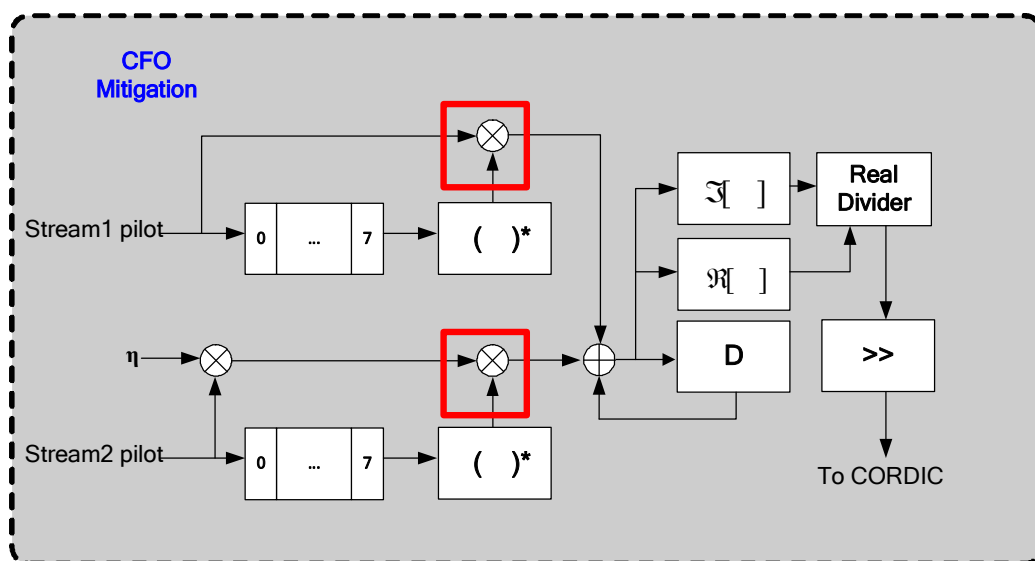 CFO
Mitigation
Stream1 pilot
0 ... 7
( )*
ℑ[ ]
Real
Divider
ℜ[ ]
η
D
>>
Stream2 pilot
0 ... 7
( )*
To CORDIC